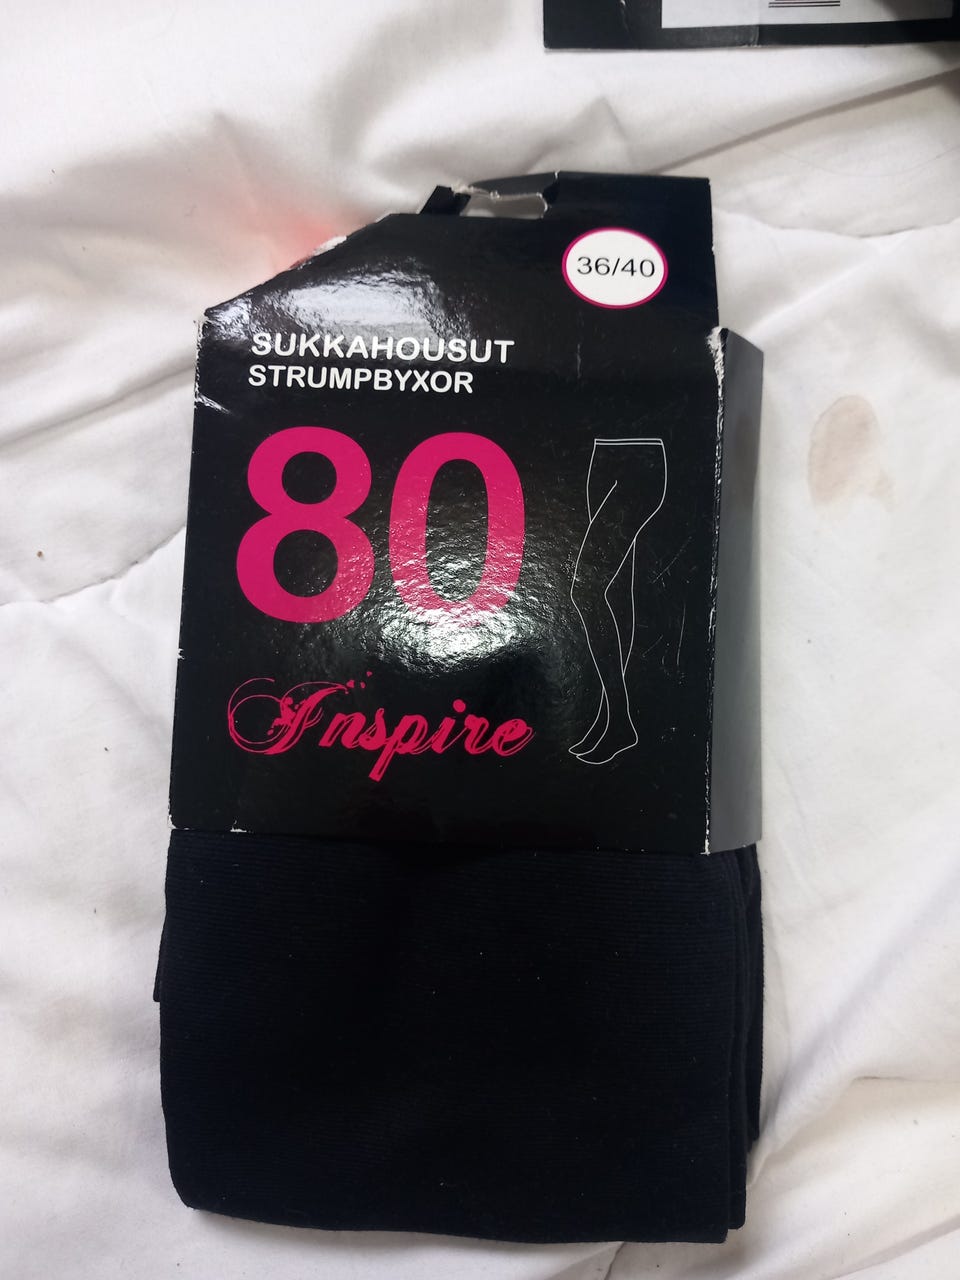 36/40
SUKKAHOUSUT
STRUMPBYXOR
80
Inspire